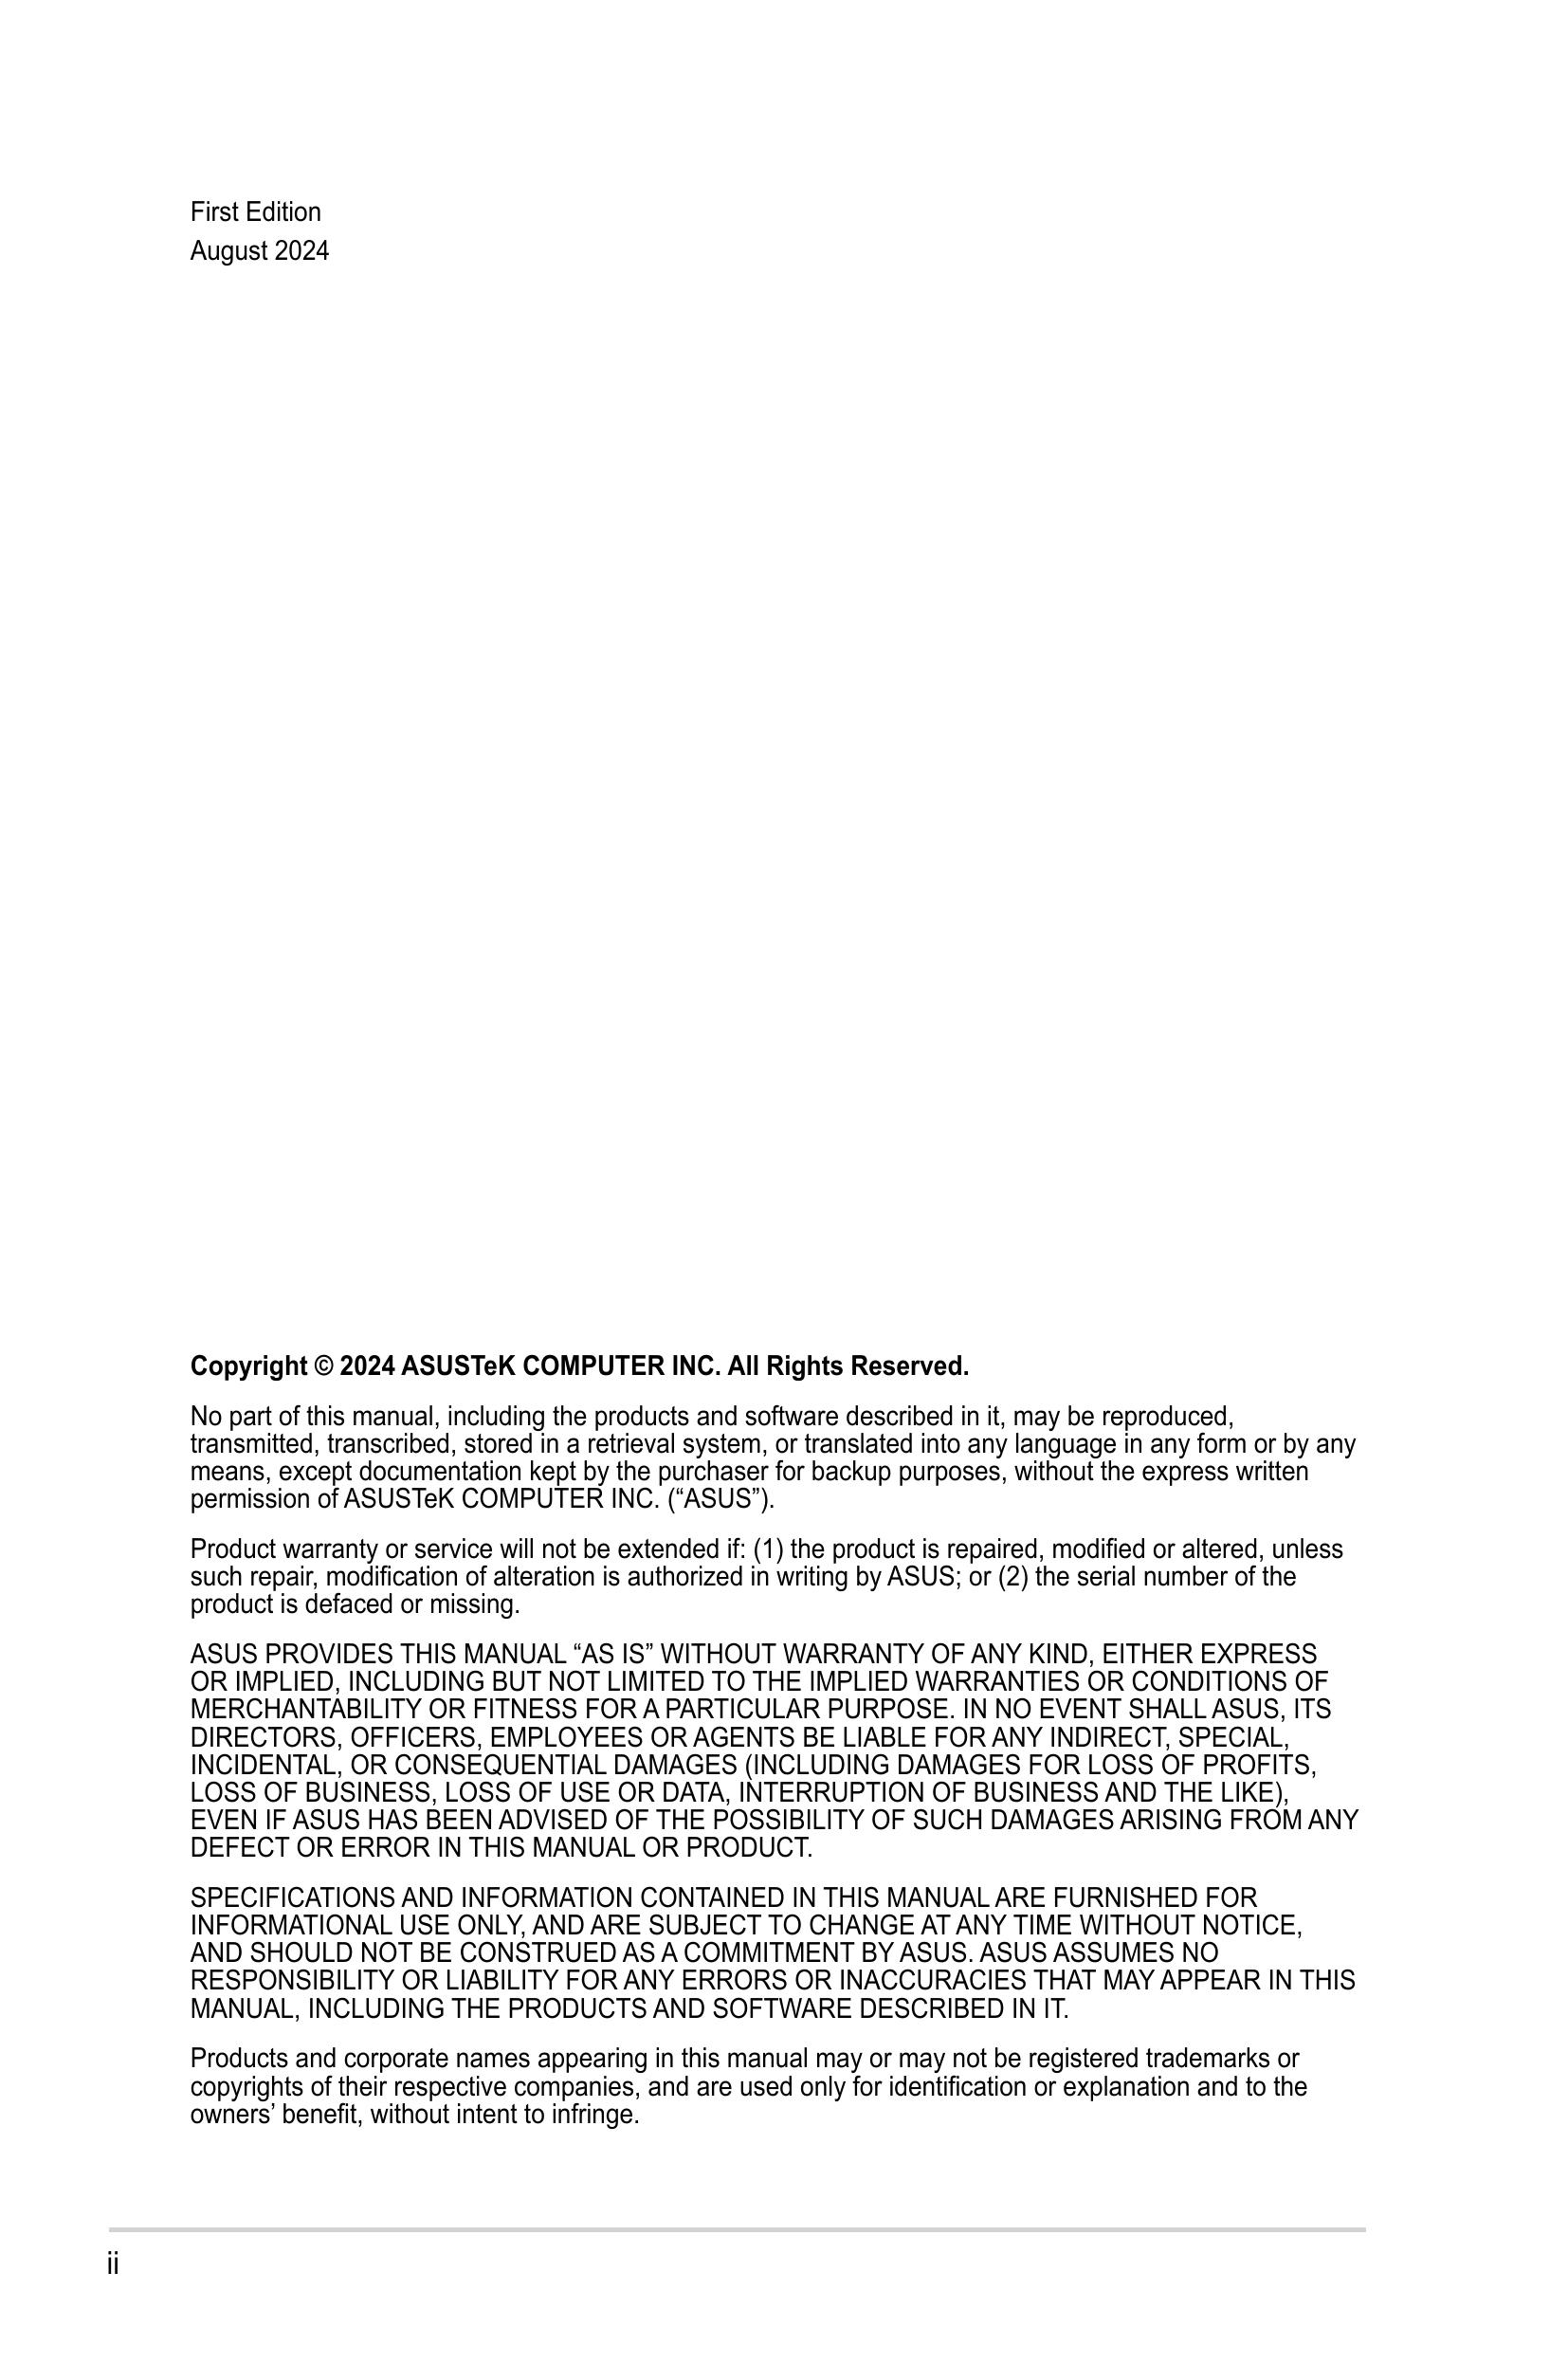 First Edition
August 2024
Copyright © 2024 ASUSTeK COMPUTER INC. All Rights Reserved.
No part of this manual, including the products and software described in it, may be reproduced,
transmitted, transcribed, stored in a retrieval system, or translated into any language in any form or by any
means, except documentation kept by the purchaser for backup purposes, without the express written
permission of ASUSTeK COMPUTER INC. (“ASUS”).
Product warranty or service will not be extended if: (1) the product is repaired, modified or altered, unless
such repair, modification of alteration is authorized in writing by ASUS; or (2) the serial number of the
product is defaced or missing.
ASUS PROVIDES THIS MANUAL “AS IS” WITHOUT WARRANTY OF ANY KIND, EITHER EXPRESS
OR IMPLIED, INCLUDING BUT NOT LIMITED TO THE IMPLIED WARRANTIES OR CONDITIONS OF
MERCHANTABILITY OR FITNESS FOR A PARTICULAR PURPOSE. IN NO EVENT SHALL ASUS, ITS
DIRECTORS, OFFICERS, EMPLOYEES OR AGENTS BE LIABLE FOR ANY INDIRECT, SPECIAL,
INCIDENTAL, OR CONSEQUENTIAL DAMAGES (INCLUDING DAMAGES FOR LOSS OF PROFITS,
LOSS OF BUSINESS, LOSS OF USE OR DATA, INTERRUPTION OF BUSINESS AND THE LIKE),
EVEN IF ASUS HAS BEEN ADVISED OF THE POSSIBILITY OF SUCH DAMAGES ARISING FROM ANY
DEFECT OR ERROR IN THIS MANUAL OR PRODUCT.
SPECIFICATIONS AND INFORMATION CONTAINED IN THIS MANUAL ARE FURNISHED FOR
INFORMATIONAL USE ONLY, AND ARE SUBJECT TO CHANGE AT ANY TIME WITHOUT NOTICE,
AND SHOULD NOT BE CONSTRUED AS A COMMITMENT BY ASUS. ASUS ASSUMES NO
RESPONSIBILITY OR LIABILITY FOR ANY ERRORS OR INACCURACIES THAT MAY APPEAR IN THIS
MANUAL, INCLUDING THE PRODUCTS AND SOFTWARE DESCRIBED IN IT.
Products and corporate names appearing in this manual may or may not be registered trademarks or
copyrights of their respective companies, and are used only for identification or explanation and to the
owners’ benefit, without intent to infringe.
ii